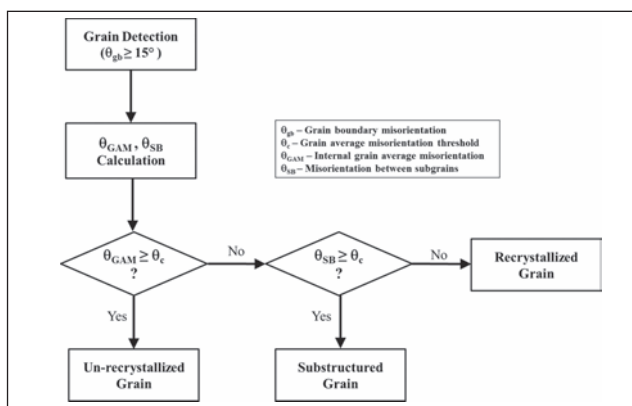 Grain Detection
(θgb ≥ 15°)
θGAM , θSB
Calculation
θgb – Grain boundary misorientation
θc – Grain average misorientation threshold
θGAM – Internal grain average misorientation
θSB – Misorientation between subgrains
θGAM ≥ θc
?
No
θSB ≥ θc
?
No
Recrystallized
Grain
Yes
Yes
Un-recrystallized
Grain
Substructured
Grain